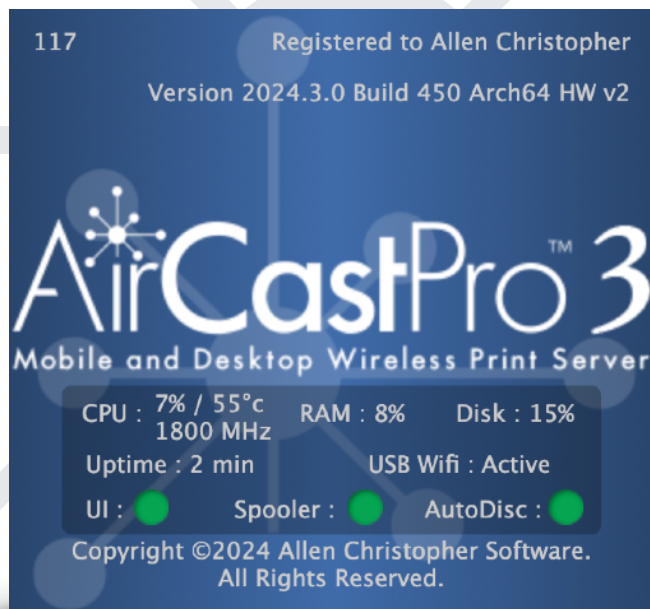 117 Registered to Allen Christopher
Version 2024.3.0 Build 450 Arch64 HW v2
AirCastPro™ 3
Mobile and Desktop Wireless Print Server
CPU : 7% / 55°c RAM : 8% Disk : 15%
1800 MHz
Uptime : 2 min USB Wifi : Active
UI : Spooler : AutoDisc :
Copyright ©2024 Allen Christopher Software.
All Rights Reserved.